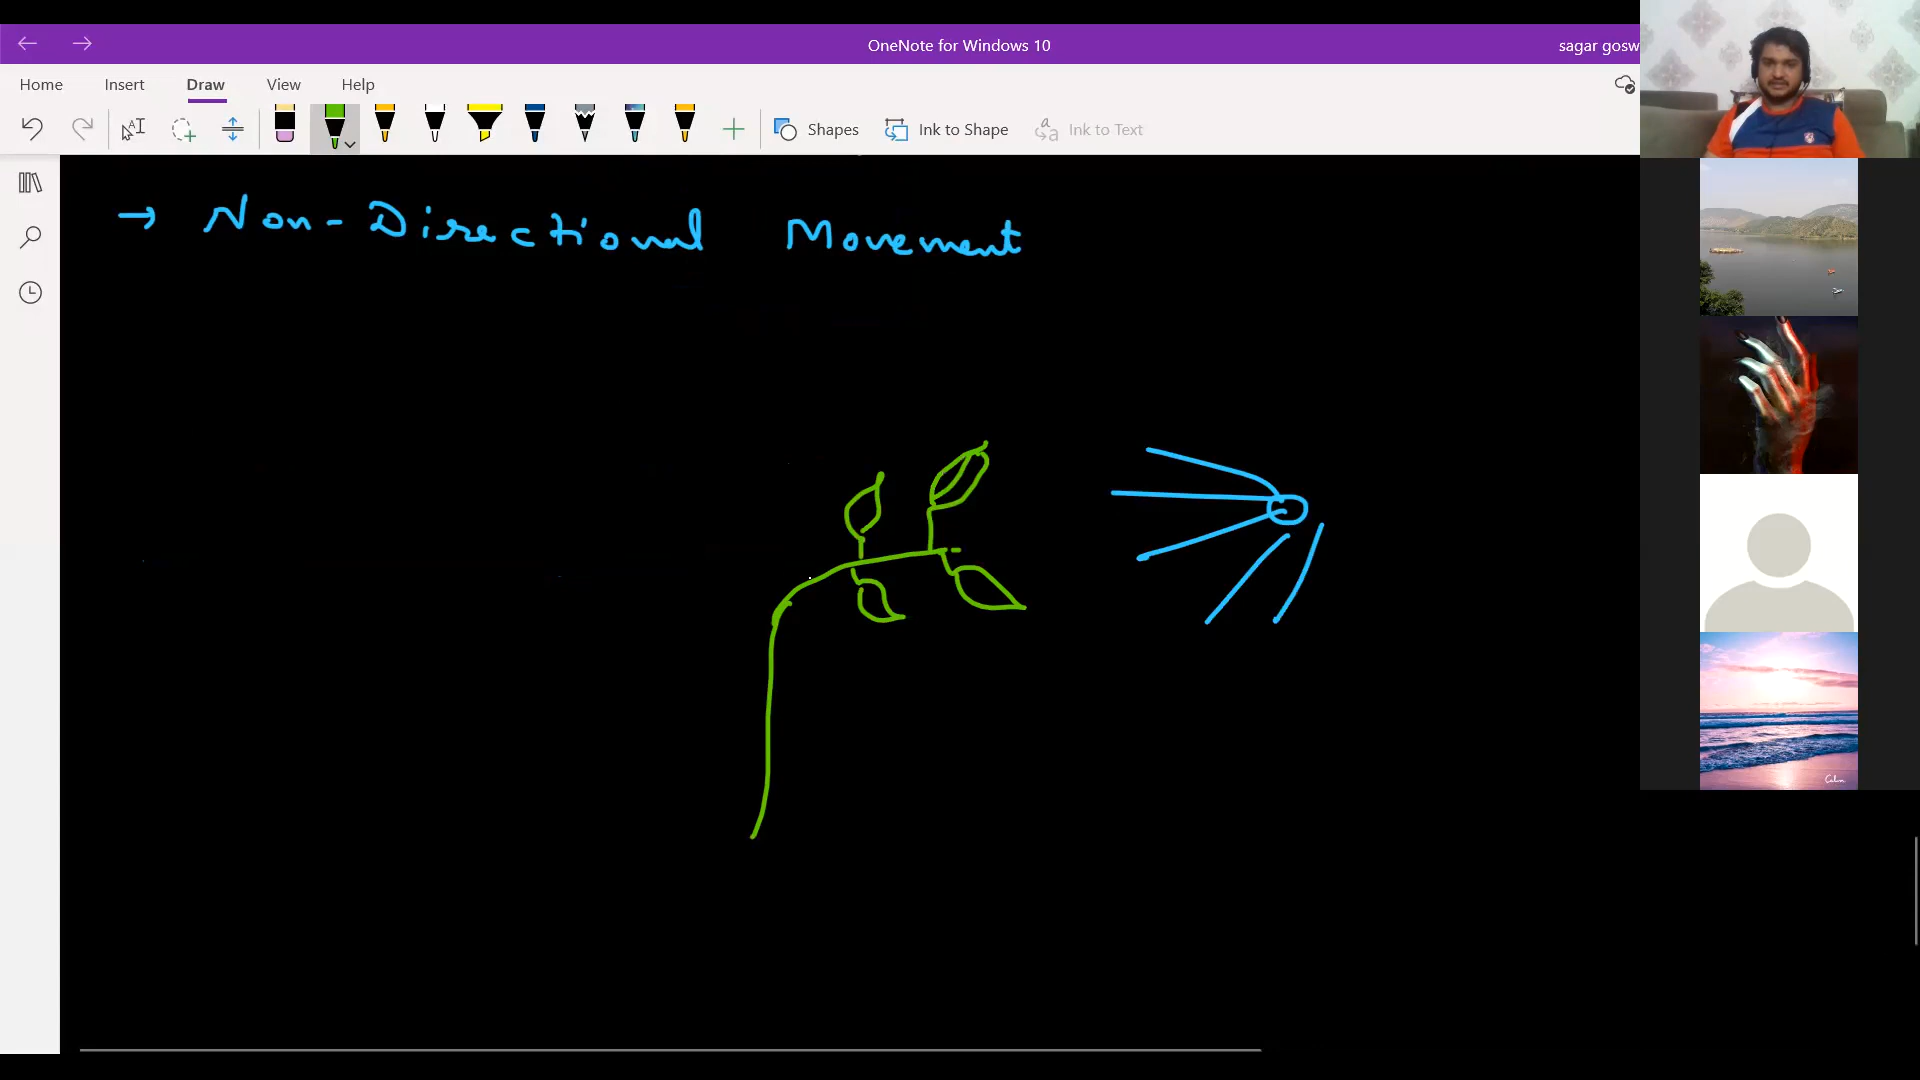 OneNote for Windows 10
sagar gosw
Home Insert Draw View Help
Shapes Ink to Shape Ink to Text
→ Non-Directional Movement
Calm